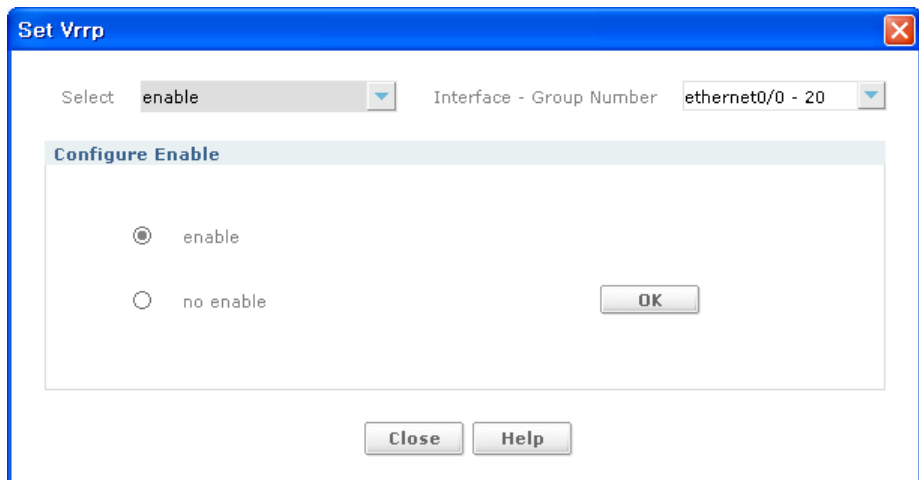 Set Vrrp
Select enable Interface - Group Number ethernet0/0 - 20
Configure Enable
enable
no enable OK
Close Help